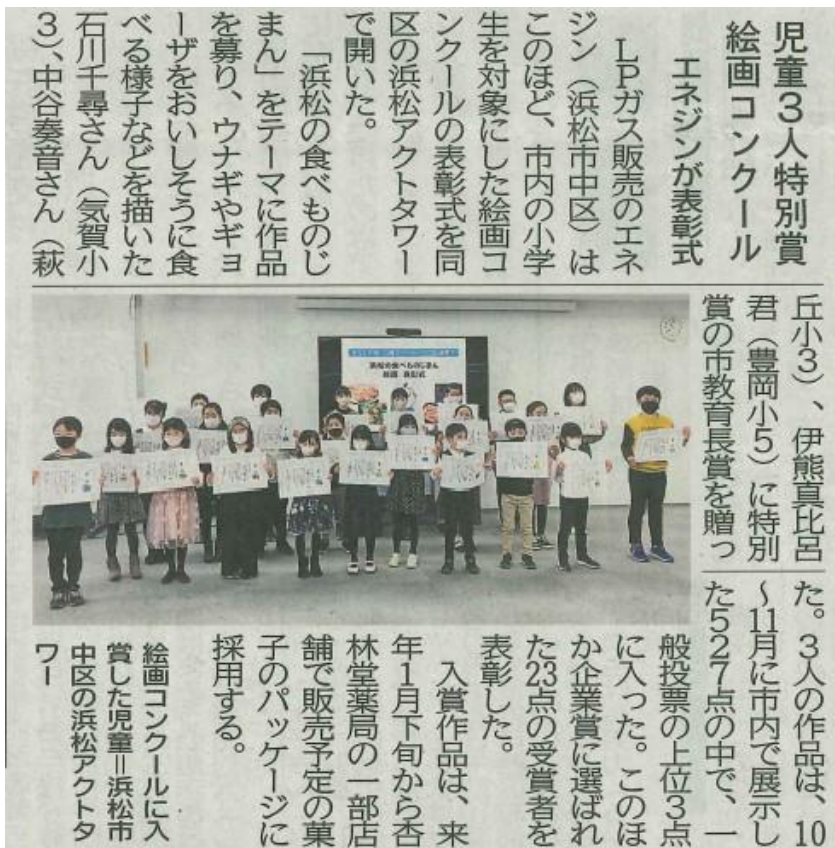 児童3人特別賞
絵画コンクール
エネジンが表彰式
LPガス販売のエネ
ジン（浜松市中区）は
このほど、市内の小学
生を対象にした絵画コ
ンクールの表彰式を同
区の浜松アクトタワー
で開いた。
「浜松の食べものじ
まん」をテーマに作品
を募り、ウナギやギョ
ーザをおいしそうに食
べる様子などを描いた
石川千尋さん（気賀小
3）、中谷奏音さん（萩
丘小3）、伊熊真比呂
君（豊岡小5）に特別
賞の市教育長賞を贈っ
た。3人の作品は、10
～11月に市内で展示し
た527点の中で、一
般投票の上位3点
に入った。このほ
か企業賞に選ばれ
た23点の受賞者を
表彰した。
入賞作品は、来
年1月下旬から杏
林堂薬局の一部店
舗で販売予定の菓
子のパッケージに
採用する。
浜松の食べものじまん
絵画 表彰式
絵画コンクールに入
賞した児童＝浜松市
中区の浜松アクトタ
ワー